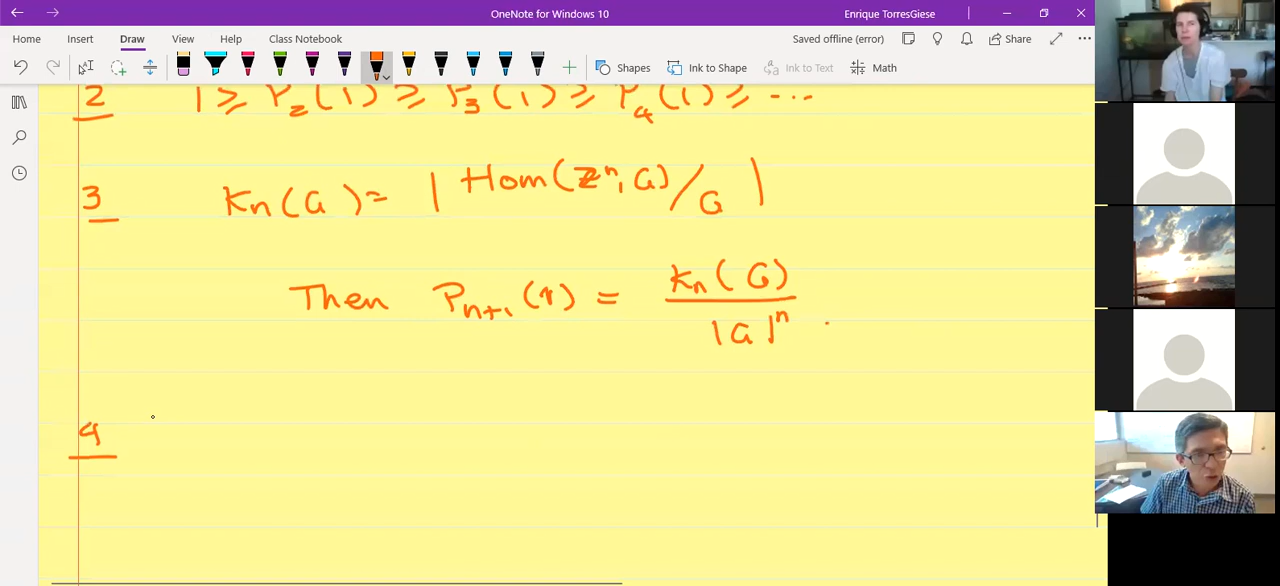 OneNote for Windows 10
Enrique TorresGiese
Home Insert Draw View Help Class Notebook
Saved offline (error) Share
Shapes Ink to Shape Ink to Text Math
2 1 ≥ P₂(1) ≥ P₃(1) ≥ P₄(1) ≥ ...
3 Kn(G) = | Hom(ℤⁿ, G)/G |
Then Pn+1(1) = Kn(G)/|G|ⁿ .
4